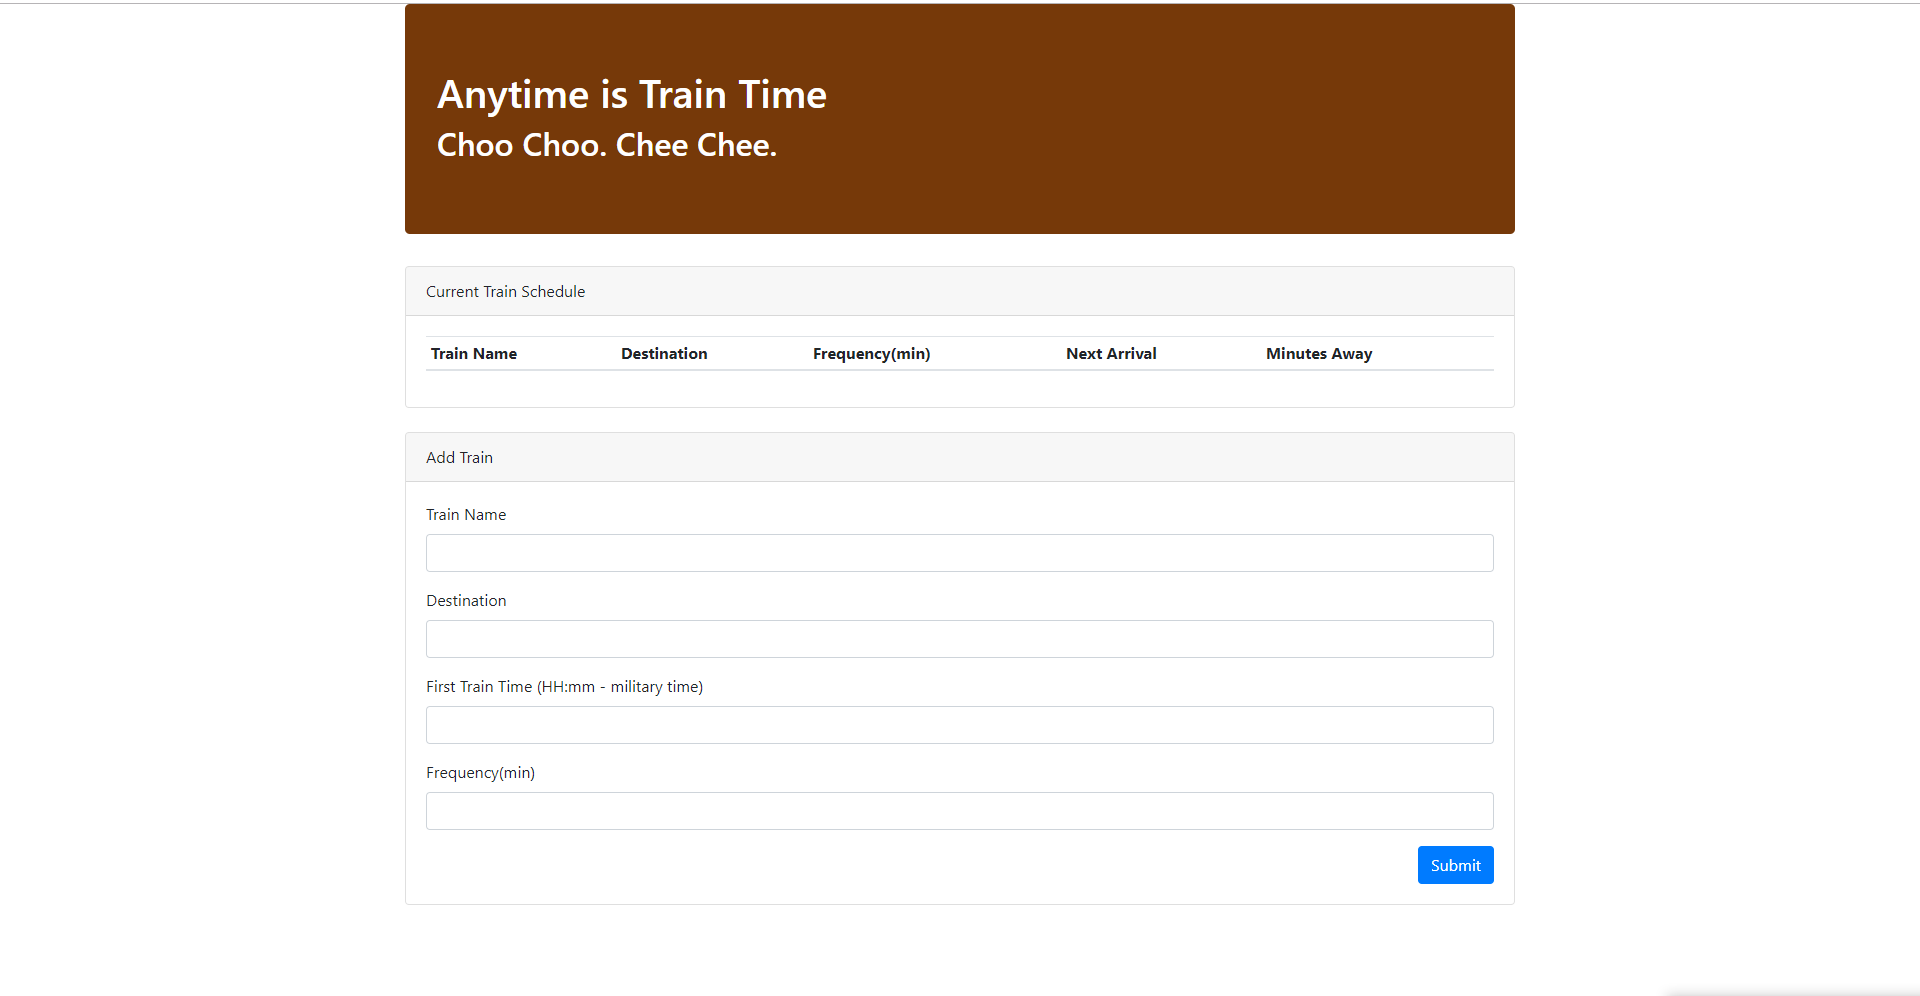 Anytime is Train Time
Choo Choo. Chee Chee.
Current Train Schedule
Train Name Destination Frequency(min) Next Arrival Minutes Away
Add Train
Train Name
Destination
First Train Time (HH:mm - military time)
Frequency(min)
Submit